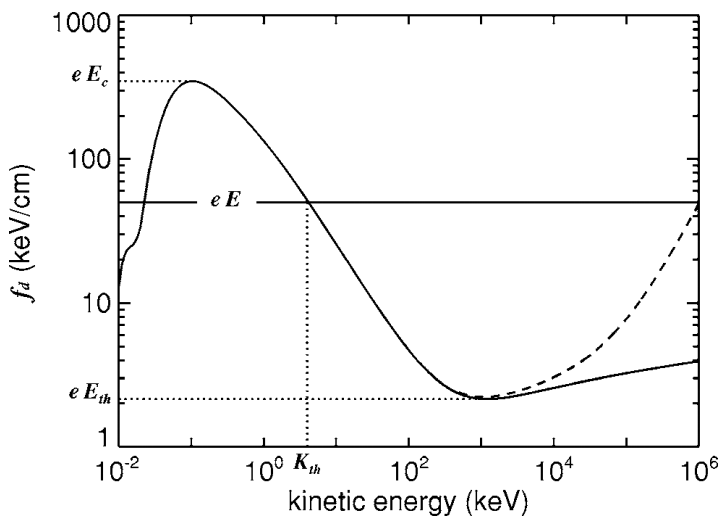 1000
e E_c
100
e E
f_d (keV/cm)
10
e E_th
1
10^-2 10^0 K_th 10^2 10^4 10^6
kinetic energy (keV)